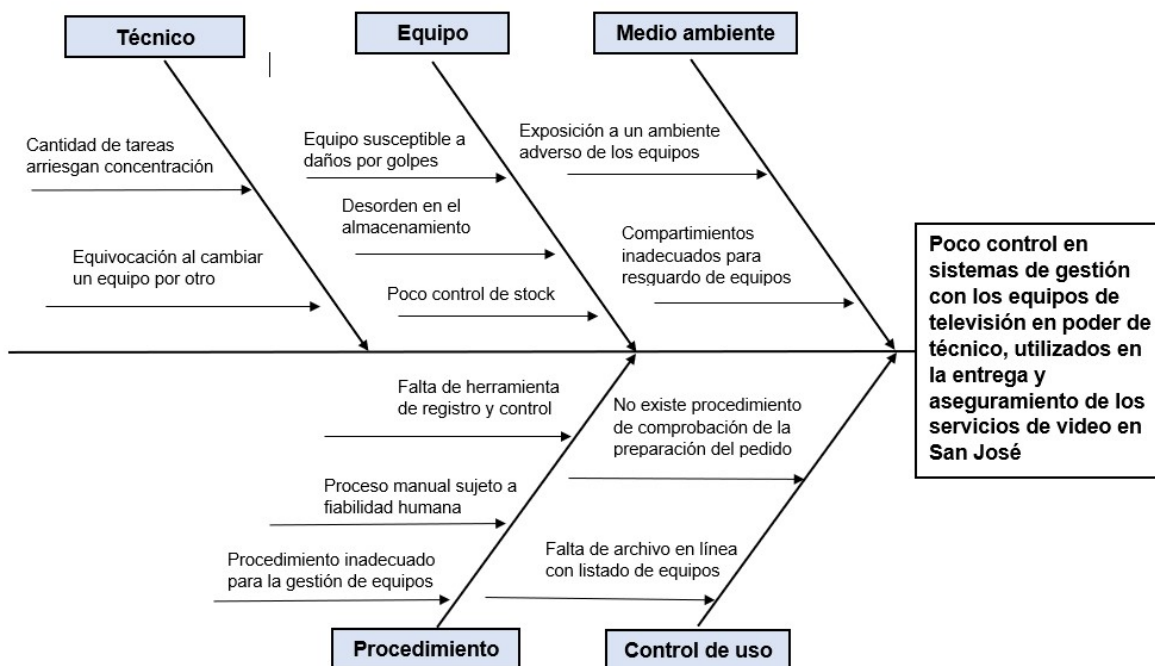 Técnico
Equipo
Medio ambiente
Cantidad de tareas
arriesgan concentración
Equivocación al cambiar
un equipo por otro
Equipo susceptible a
daños por golpes
Desorden en el
almacenamiento
Poco control de stock
Exposición a un ambiente
adverso de los equipos
Compartimientos
inadecuados para
resguardo de equipos
Poco control en
sistemas de gestión
con los equipos de
televisión en poder de
técnico, utilizados en
la entrega y
aseguramiento de los
servicios de video en
San José
Falta de herramienta
de registro y control
Proceso manual sujeto a
fiabilidad humana
Procedimiento inadecuado
para la gestión de equipos
No existe procedimiento
de comprobación de la
preparación del pedido
Falta de archivo en línea
con listado de equipos
Procedimiento
Control de uso